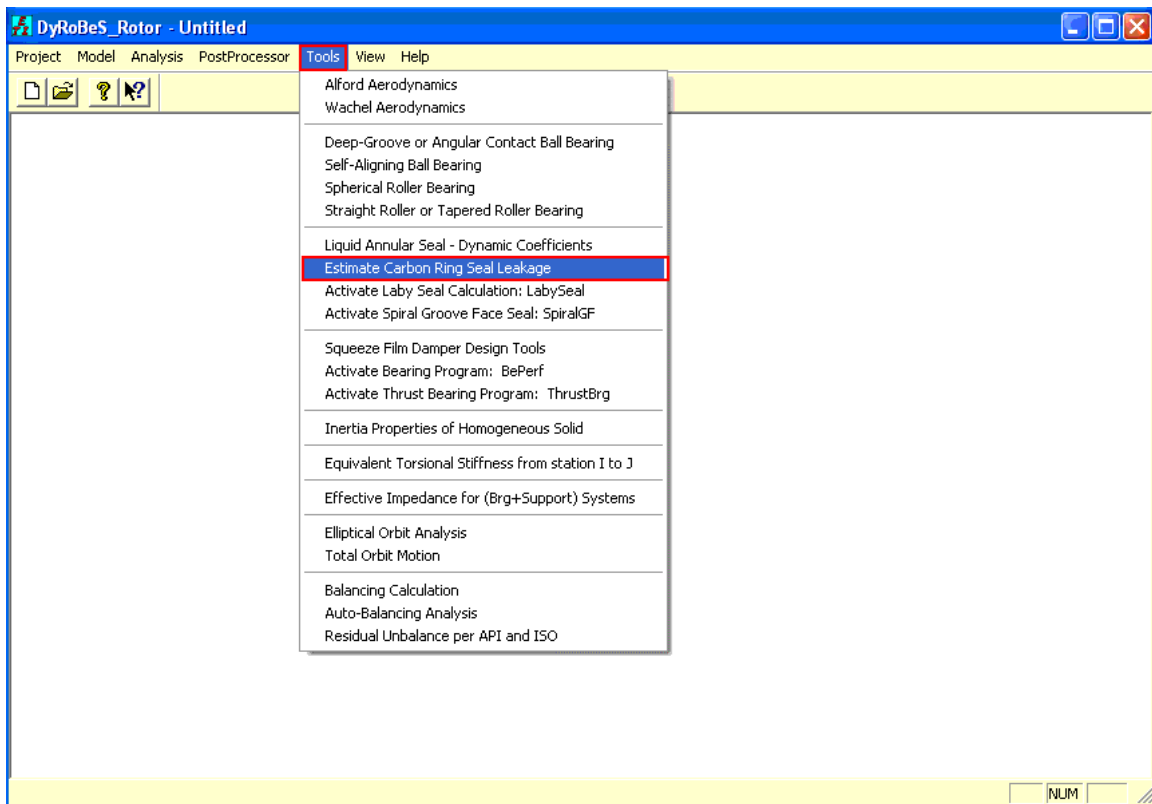 DyRoBeS_Rotor - Untitled
Project Model Analysis PostProcessor Tools View Help
Alford Aerodynamics
Wachel Aerodynamics
Deep-Groove or Angular Contact Ball Bearing
Self-Aligning Ball Bearing
Spherical Roller Bearing
Straight Roller or Tapered Roller Bearing
Liquid Annular Seal - Dynamic Coefficients
Estimate Carbon Ring Seal Leakage
Activate Laby Seal Calculation: LabySeal
Activate Spiral Groove Face Seal: SpiralGF
Squeeze Film Damper Design Tools
Activate Bearing Program: BePerf
Activate Thrust Bearing Program: ThrustBrg
Inertia Properties of Homogeneous Solid
Equivalent Torsional Stiffness from station I to J
Effective Impedance for (Brg+Support) Systems
Elliptical Orbit Analysis
Total Orbit Motion
Balancing Calculation
Auto-Balancing Analysis
Residual Unbalance per API and ISO
NUM